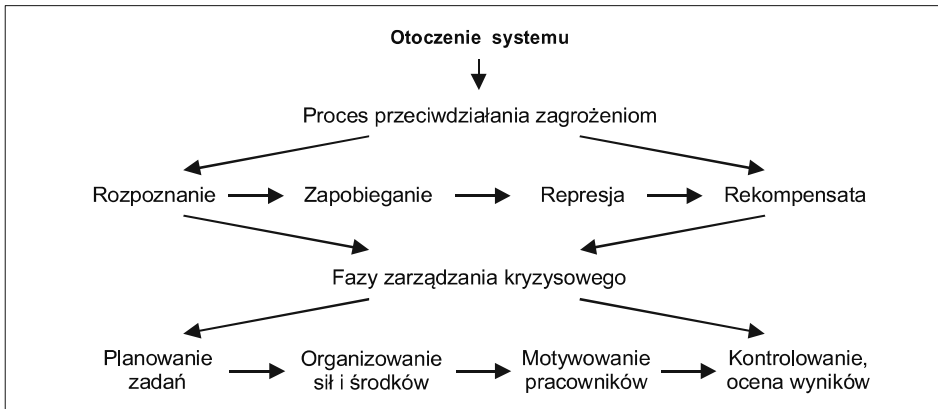 Otoczenie systemu
Proces przeciwdziałania zagrożeniom
Rozpoznanie Zapobieganie Represja Rekompensata
Fazy zarządzania kryzysowego
Planowanie Organizowanie Motywowanie Kontrolowanie,
zadań sił i środków pracowników ocena wyników